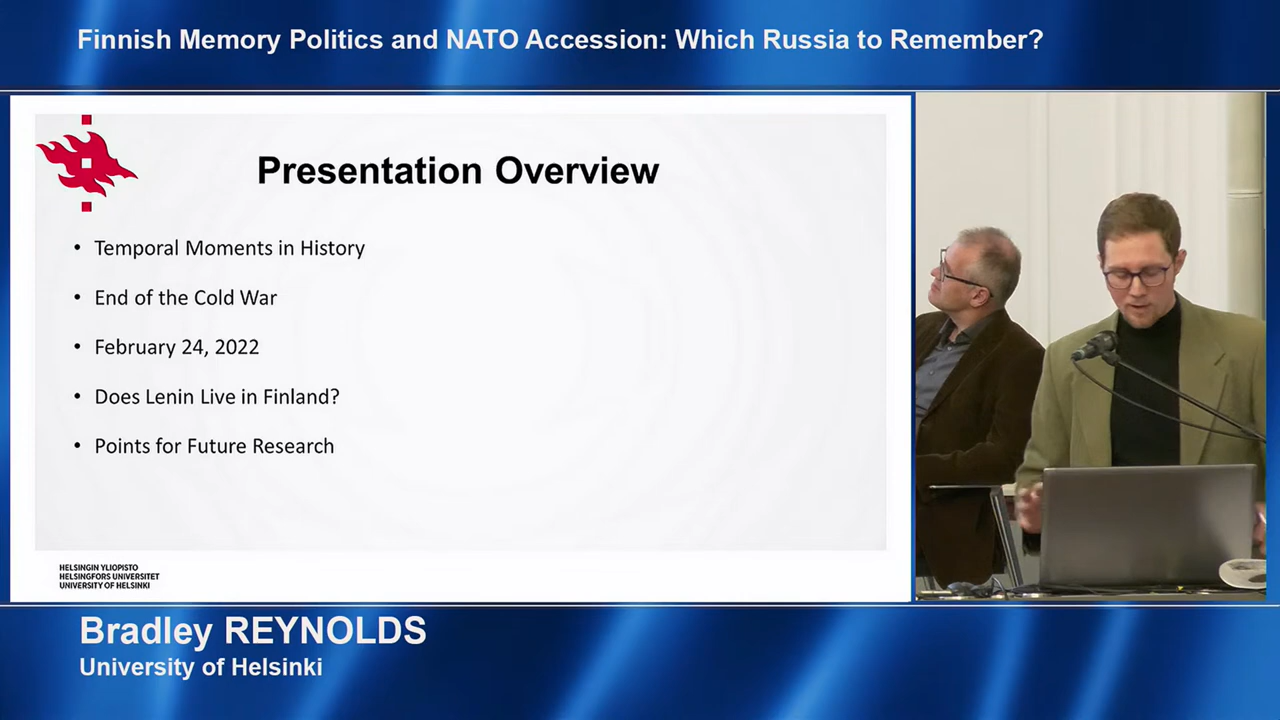 Finnish Memory Politics and NATO Accession: Which Russia to Remember?
Presentation Overview
• Temporal Moments in History
• End of the Cold War
• February 24, 2022
• Does Lenin Live in Finland?
• Points for Future Research
HELSINGIN YLIOPISTO
HELSINGFORS UNIVERSITET
UNIVERSITY OF HELSINKI
Bradley REYNOLDS
University of Helsinki